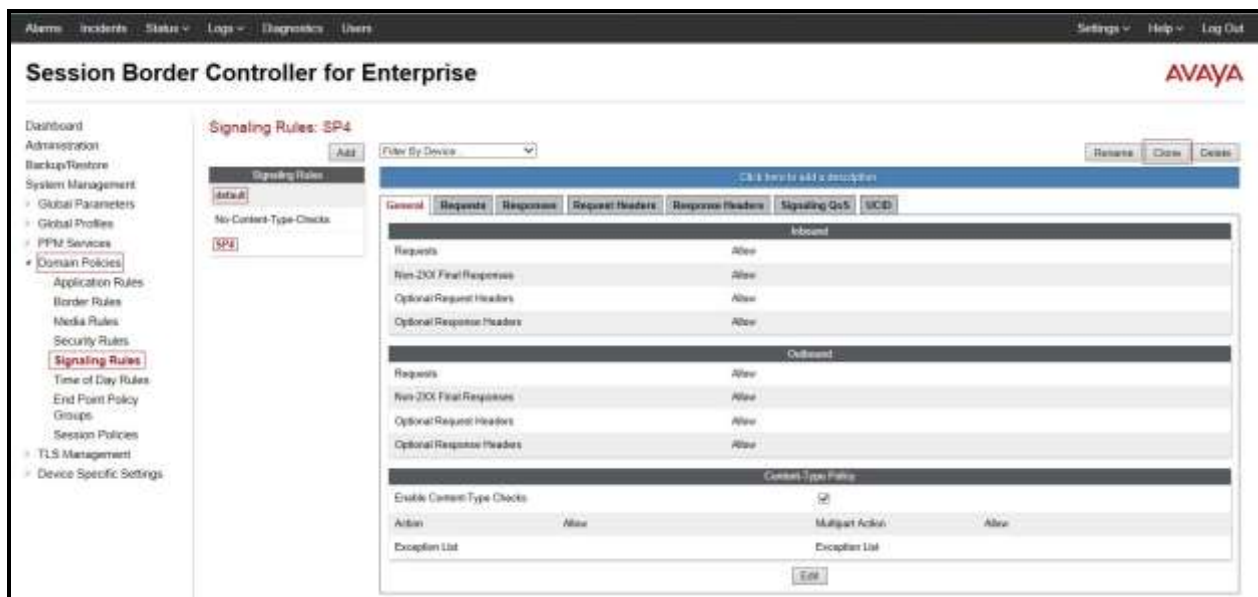 Alarms Incidents Status Logs Diagnostics Users Settings Help Log Out
Session Border Controller for Enterprise
AVAYA
Dashboard
Administration
Backup/Restore
System Management
Global Parameters
Global Profiles
PPM Services
Domain Policies
Application Rules
Border Rules
Media Rules
Security Rules
Signaling Rules
Time of Day Rules
End Point Policy
Groups
Session Policies
TLS Management
Device Specific Settings
Signaling Rules: SP4
Add
Filter By Device...
Rename Clone Delete
Signaling Rules
default
No-Content-Type-Checks
SP4
Click here to add a description.
General Requests Responses Request Headers Response Headers Signaling QoS UCID
Inbound
Requests Allow
Non-2XX Final Responses Allow
Optional Request Headers Allow
Optional Response Headers Allow
Outbound
Requests Allow
Non-2XX Final Responses Allow
Optional Request Headers Allow
Optional Response Headers Allow
Content-Type Policy
Enable Content-Type Checks
Action Allow Multipart Action Allow
Exception List Exception List
Edit